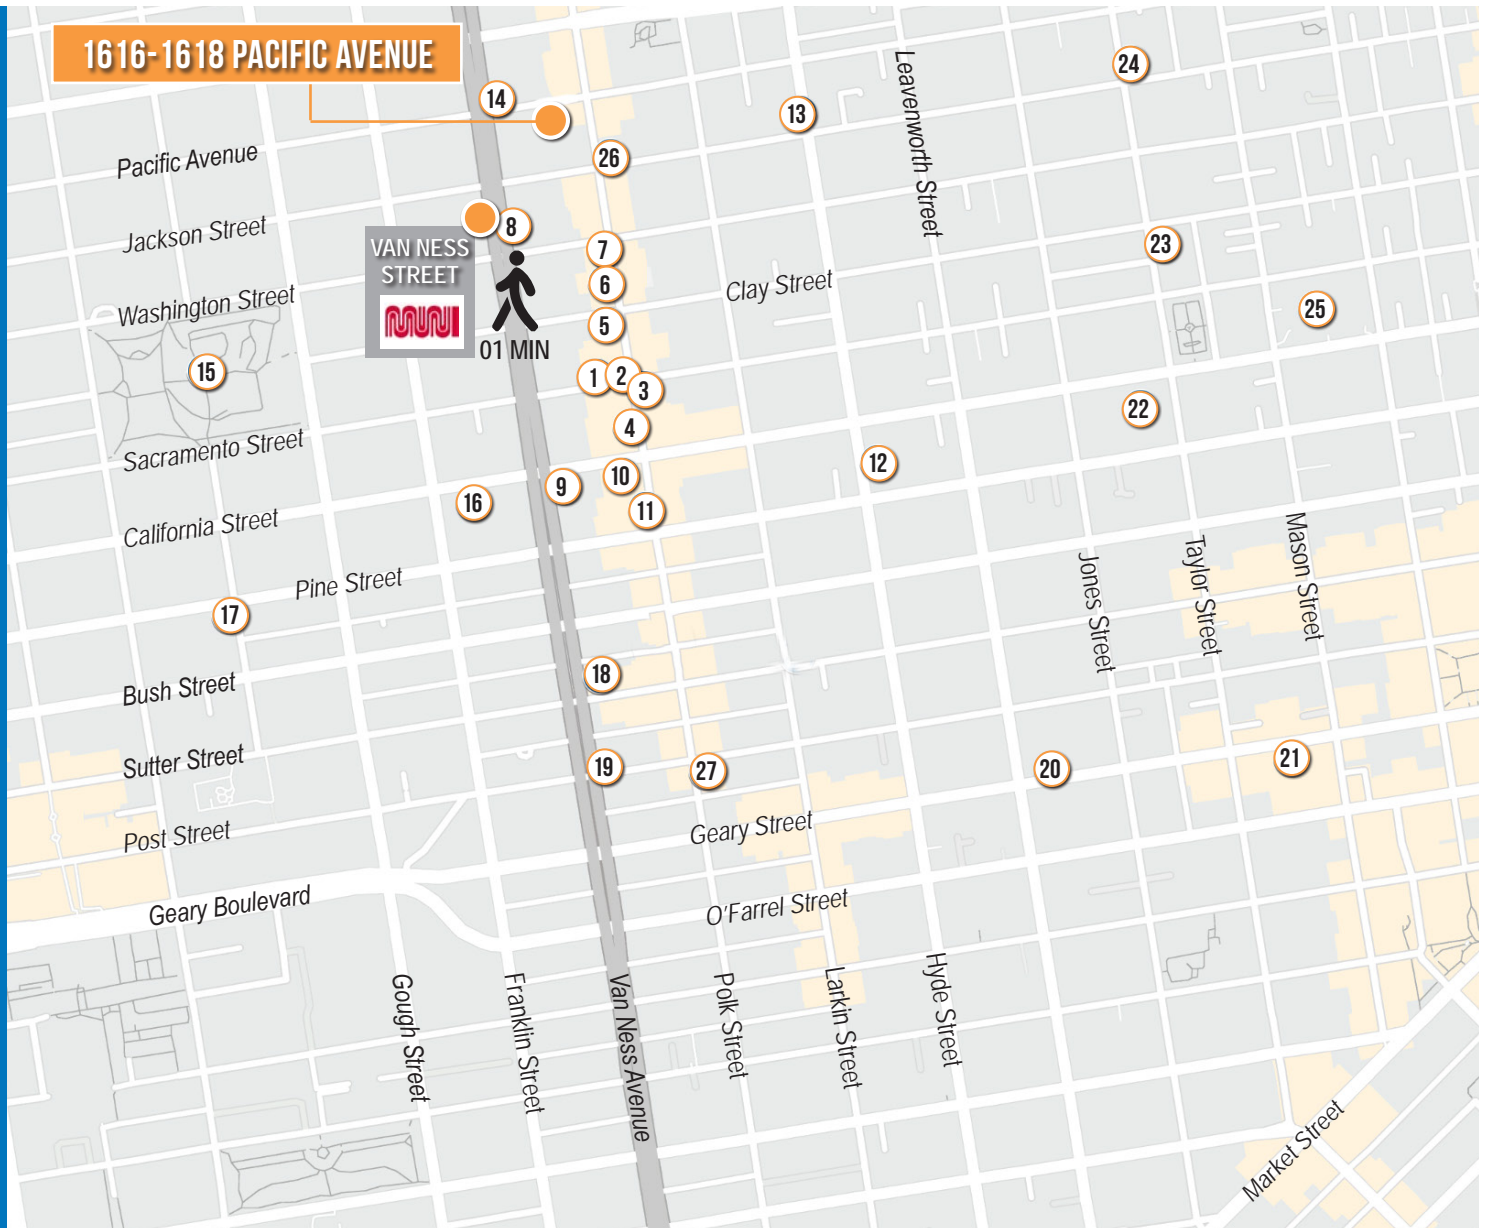 1616-1618 PACIFIC AVENUE
14
24
13
26
Leavenworth Street
Pacific Avenue
Jackson Street
8
VAN NESS
STREET
MUNI
01 MIN
7
23
6
Clay Street
Washington Street
25
5
15
1
2
3
22
4
Sacramento Street
12
10
9
16
11
California Street
Mason Street
Taylor Street
Jones Street
Pine Street
17
18
Bush Street
Sutter Street
19
27
20
21
Post Street
Geary Street
Geary Boulevard
O'Farrel Street
Gough Street
Franklin Street
Van Ness Avenue
Polk Street
Larkin Street
Hyde Street
Market Street